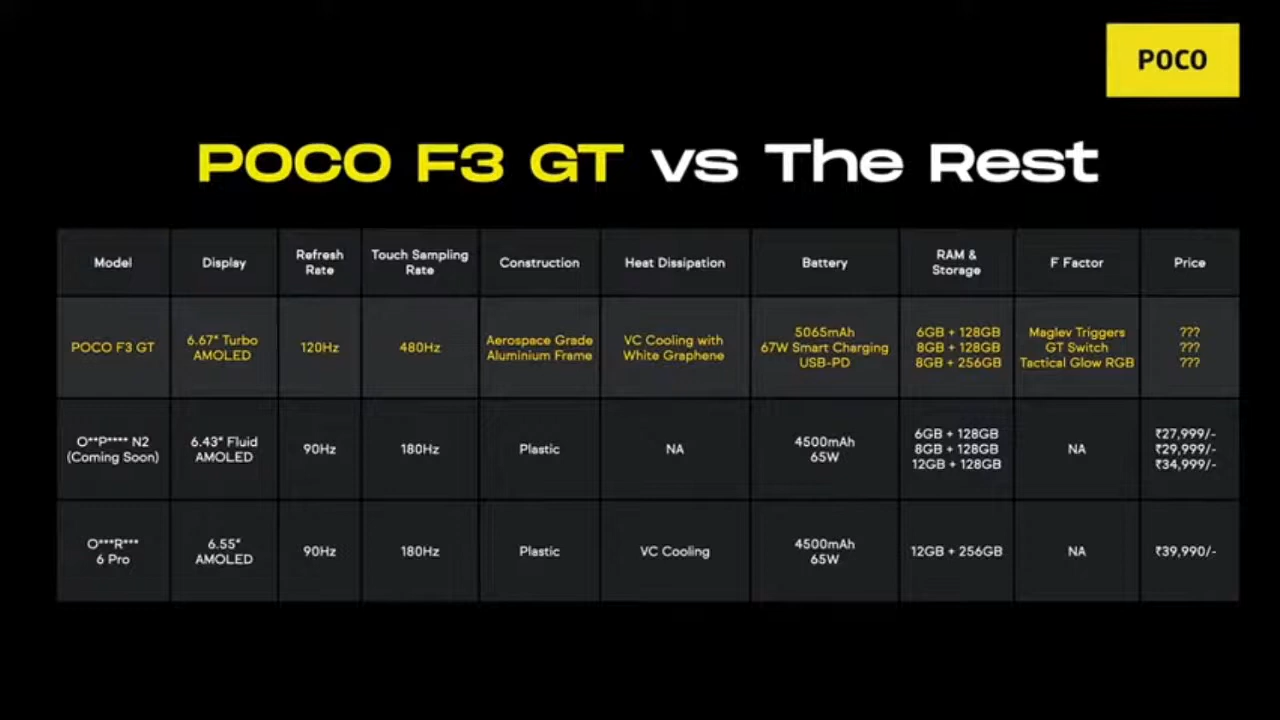 POCO
POCO F3 GT vs The Rest
Model
Display
Refresh
Rate
Touch Sampling
Rate
Construction
Heat Dissipation
Battery
RAM &
Storage
F Factor
Price
POCO F3 GT
6.67" Turbo
AMOLED
120Hz
480Hz
Aerospace Grade
Aluminium Frame
VC Cooling with
White Graphene
5065mAh
67W Smart Charging
USB-PD
6GB + 128GB
8GB + 128GB
8GB + 256GB
Maglev Triggers
GT Switch
Tactical Glow RGB
???
???
???
O**P**** N2
(Coming Soon)
6.43" Fluid
AMOLED
90Hz
180Hz
Plastic
NA
4500mAh
65W
6GB + 128GB
8GB + 128GB
12GB + 128GB
NA
₹27,999/-
₹29,999/-
₹34,999/-
O***R***
6 Pro
6.55"
AMOLED
90Hz
180Hz
Plastic
VC Cooling
4500mAh
65W
12GB + 256GB
NA
₹39,990/-